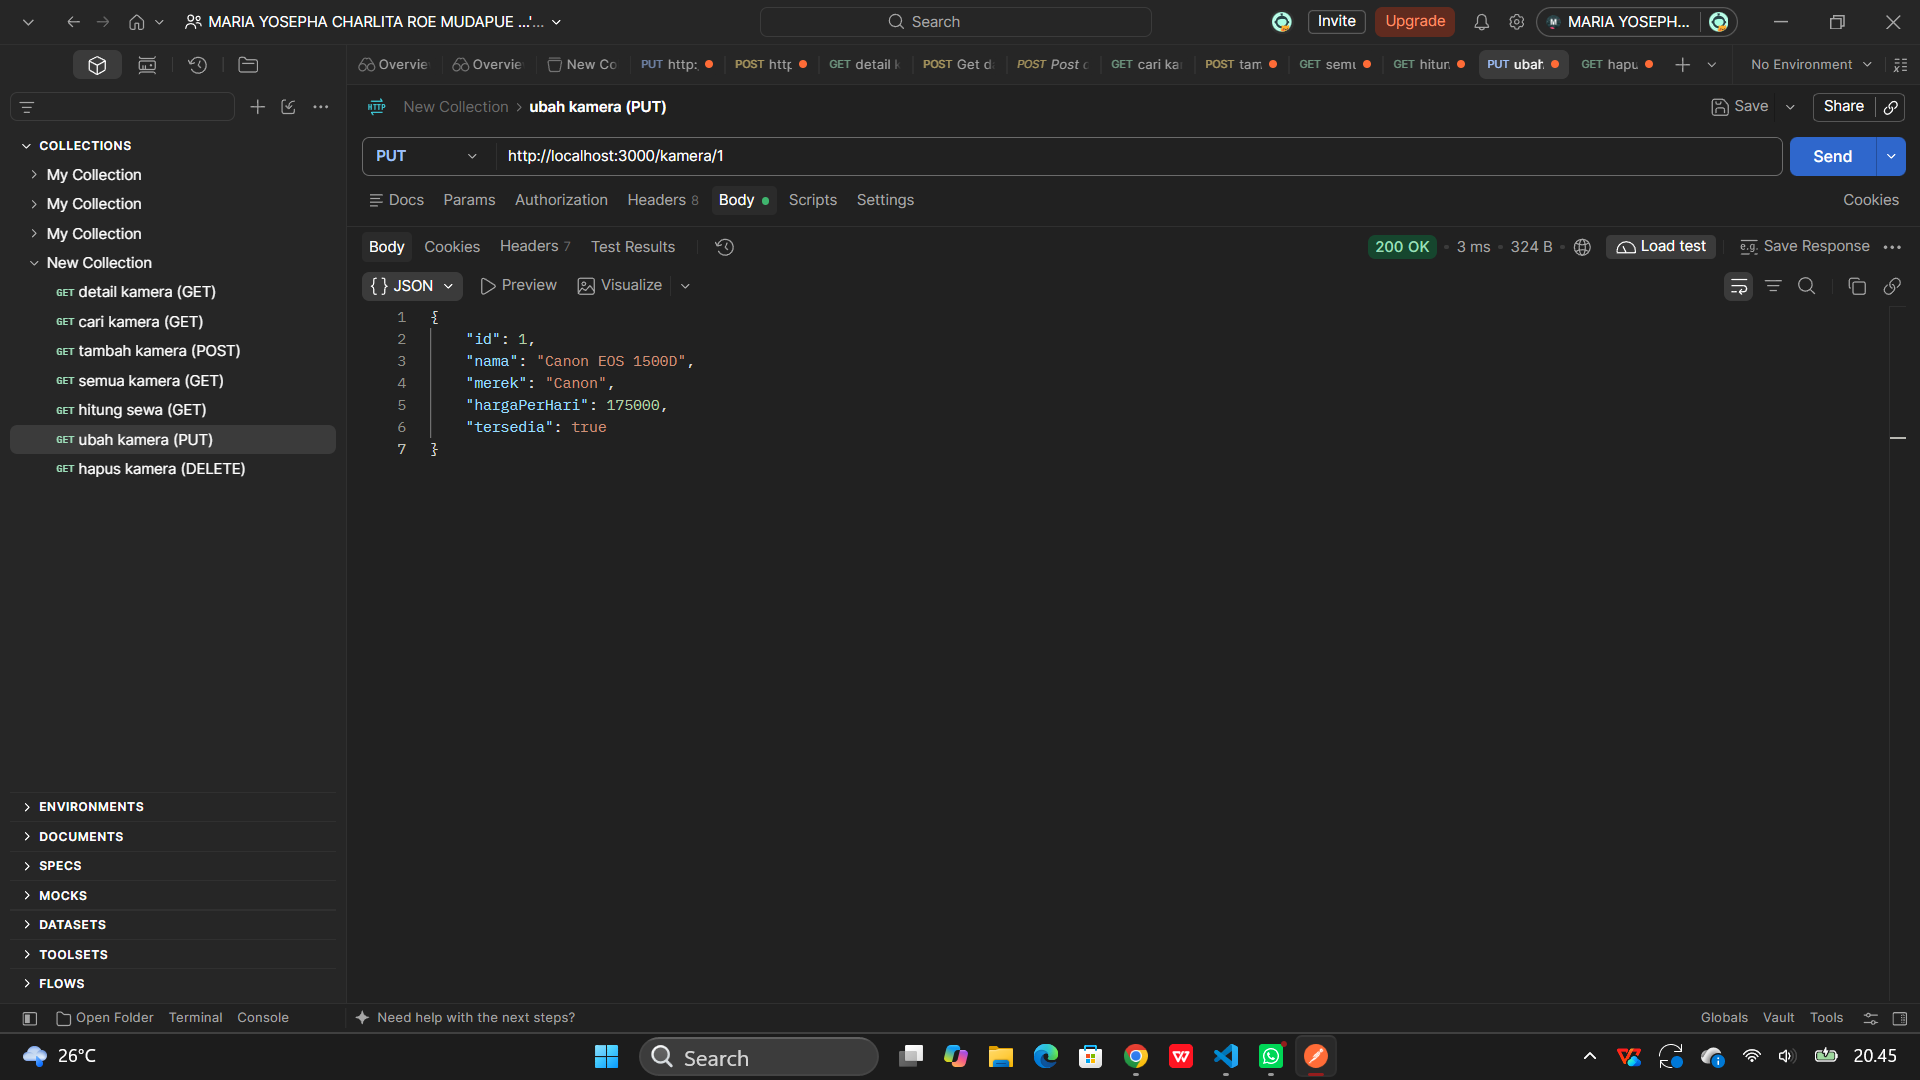 MARIA YOSEPHA CHARLITA ROE MUDAPUE ...'...
Search
Invite
Upgrade
MARIA YOSEPH...
Overvie
Overvie
New Co
PUT http:
POST http
GET detail k
POST Get d
POST Post c
GET cari ka
POST tam
GET semu
GET hitun
PUT ubah
GET hapu
No Environment
HTTP New Collection > ubah kamera (PUT)
Save
Share
COLLECTIONS
My Collection
My Collection
My Collection
New Collection
GET detail kamera (GET)
GET cari kamera (GET)
GET tambah kamera (POST)
GET semua kamera (GET)
GET hitung sewa (GET)
GET ubah kamera (PUT)
GET hapus kamera (DELETE)
ENVIRONMENTS
DOCUMENTS
SPECS
MOCKS
DATASETS
TOOLSETS
FLOWS
PUT http://localhost:3000/kamera/1
Send
Docs Params Authorization Headers 8 Body Scripts Settings
Cookies
Body Cookies Headers 7 Test Results
200 OK • 3 ms • 324 B
Load test
e.g. Save Response
{ } JSON
Preview
Visualize
1 {
2 "id": 1,
3 "nama": "Canon EOS 1500D",
4 "merek": "Canon",
5 "hargaPerHari": 175000,
6 "tersedia": true
7 }
Open Folder Terminal Console
Need help with the next steps?
Globals Vault Tools
26°C
Search
20.45